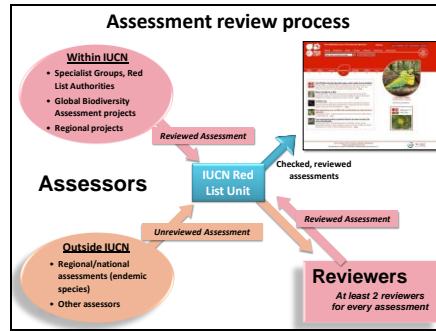 Assessment review process
Within IUCN
• Specialist Groups, Red
List Authorities
• Global Biodiversity
Assessment projects
• Regional projects
Reviewed Assessment
Checked, reviewed
assessments
Assessors
IUCN Red
List Unit
Unreviewed Assessment
Reviewed Assessment
Outside IUCN
• Regional/national
assessments (endemic
species)
• Other assessors
Reviewers
At least 2 reviewers
for every assessment